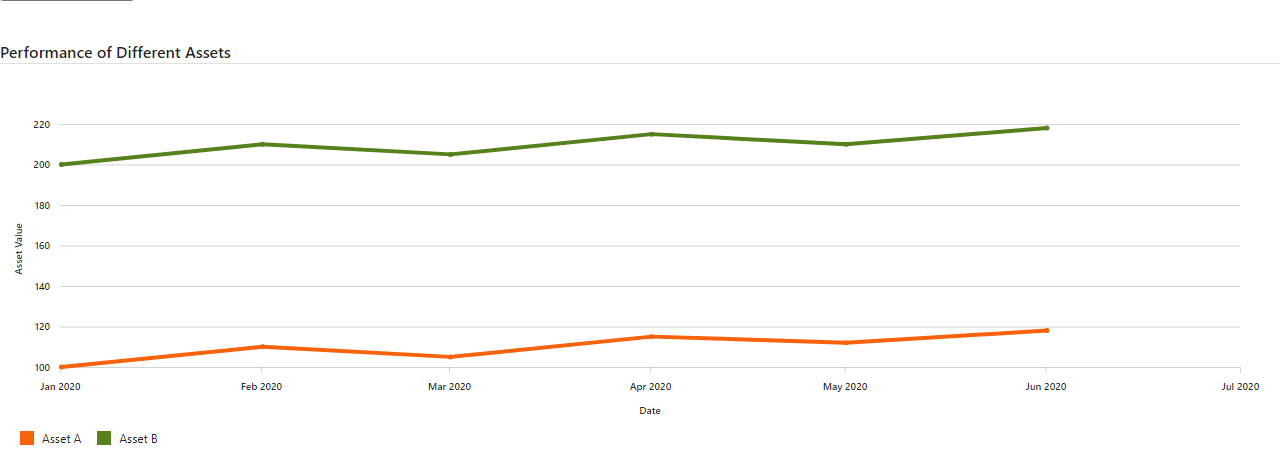 Performance of Different Assets
220
200
180
160
140
120
100
Asset Value
Jan 2020 Feb 2020 Mar 2020 Apr 2020 May 2020 Jun 2020 Jul 2020
Date
Asset A Asset B